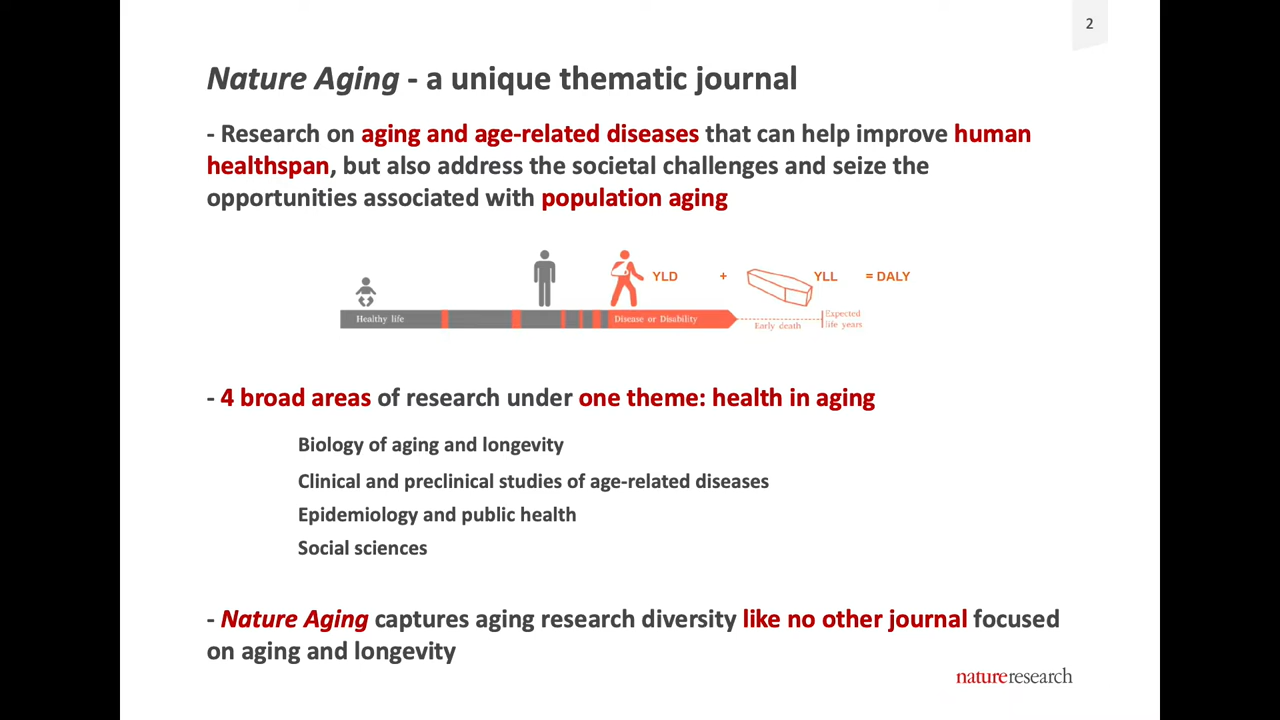 2
Nature Aging - a unique thematic journal
- Research on aging and age-related diseases that can help improve human
healthspan, but also address the societal challenges and seize the
opportunities associated with population aging
YLD + YLL = DALY
Healthy life Disease or Disability Early death Expected
life years
- 4 broad areas of research under one theme: health in aging
Biology of aging and longevity
Clinical and preclinical studies of age-related diseases
Epidemiology and public health
Social sciences
- Nature Aging captures aging research diversity like no other journal focused
on aging and longevity
natureresearch